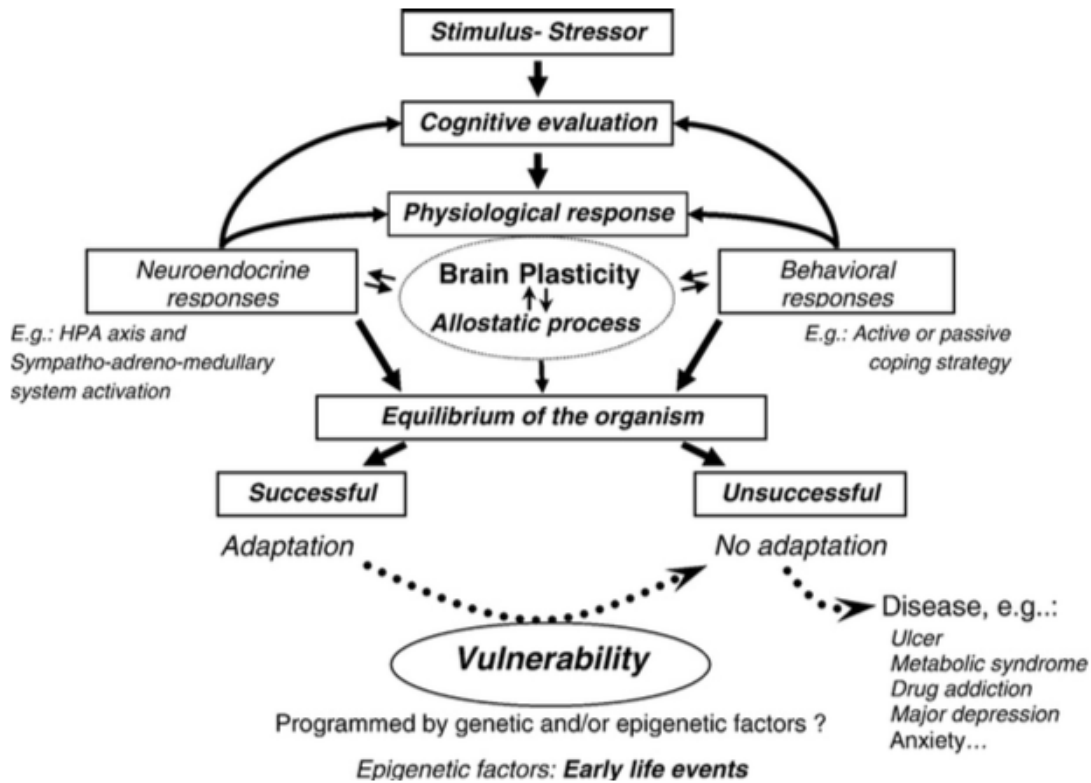 Stimulus- Stressor
Cognitive evaluation
Physiological response
Neuroendocrine
responses
Brain Plasticity
Allostatic process
Behavioral
responses
E.g.: HPA axis and
Sympatho-adreno-medullary
system activation
E.g.: Active or passive
coping strategy
Equilibrium of the organism
Successful
Unsuccessful
Adaptation
No adaptation
Disease, e.g..:
Ulcer
Metabolic syndrome
Drug addiction
Major depression
Anxiety...
Vulnerability
Programmed by genetic and/or epigenetic factors ?
Epigenetic factors: Early life events